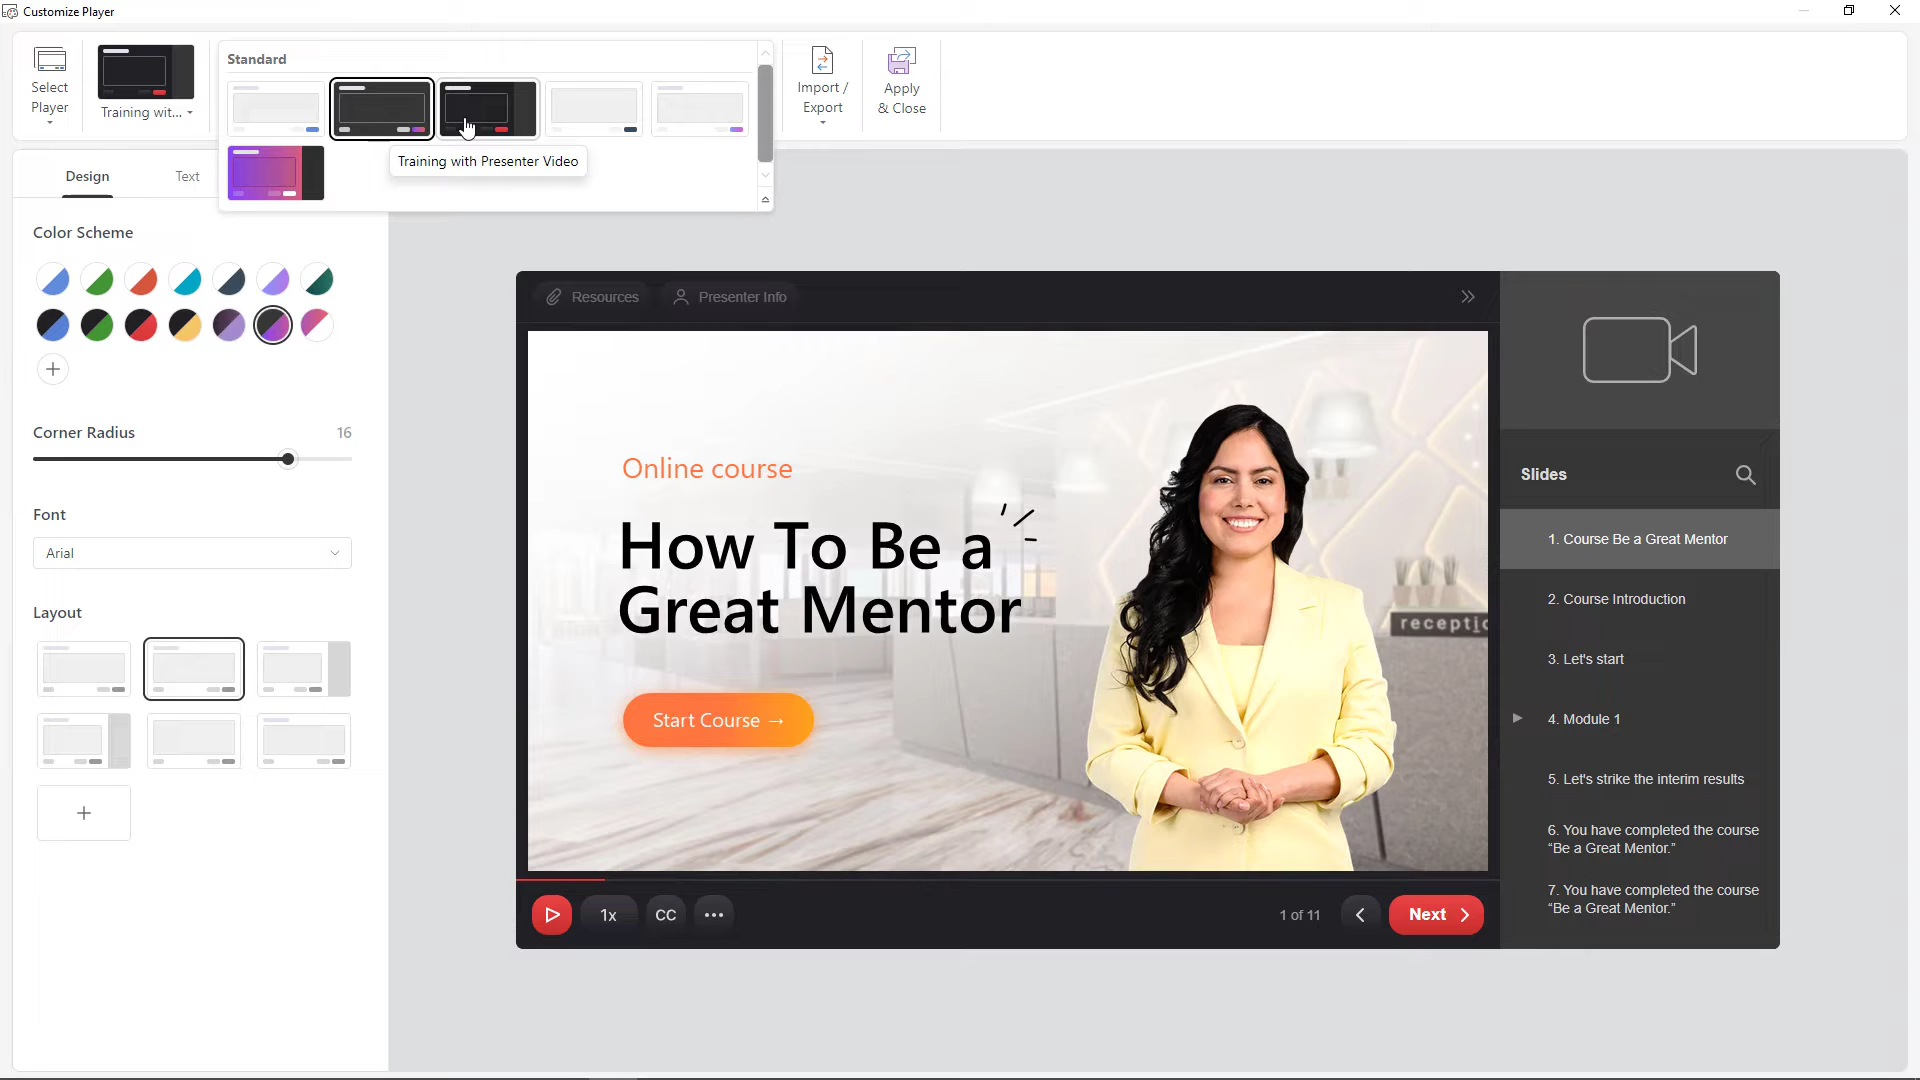 Customize Player
Select
Player
Training wit...
Standard
Training with Presenter Video
Import /
Export
Apply
& Close
Design
Text
Color Scheme
Corner Radius
16
Font
Arial
Layout
Resources
Presenter Info
Online course
How To Be a
Great Mentor
Start Course →
receptic
1x
CC
1 of 11
Next
Slides
1. Course Be a Great Mentor
2. Course Introduction
3. Let's start
4. Module 1
5. Let's strike the interim results
6. You have completed the course
“Be a Great Mentor.”
7. You have completed the course
“Be a Great Mentor.”